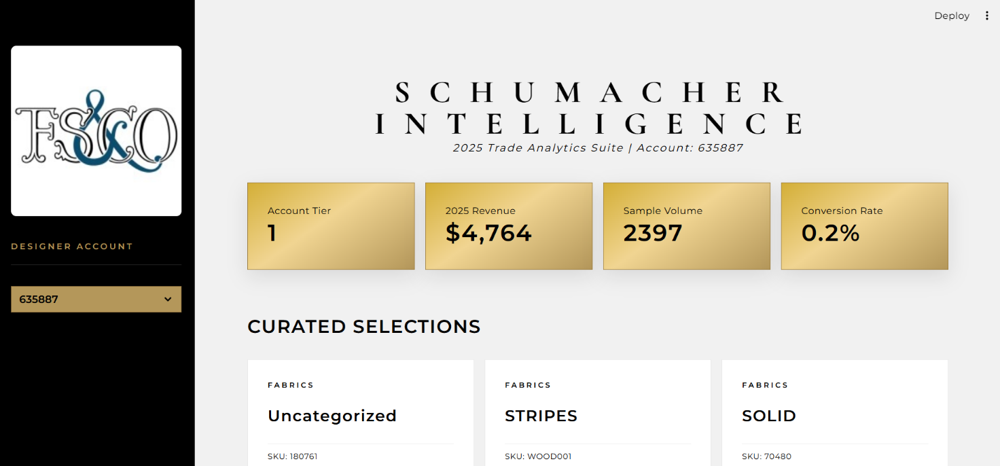 Deploy
FS&CO
DESIGNER ACCOUNT
635887
SCHUMACHER
INTELLIGENCE
2025 Trade Analytics Suite | Account: 635887
Account Tier
1
2025 Revenue
$4,764
Sample Volume
2397
Conversion Rate
0.2%
CURATED SELECTIONS
FABRICS
Uncategorized
SKU: 180761
FABRICS
STRIPES
SKU: WOOD001
FABRICS
SOLID
SKU: 70480